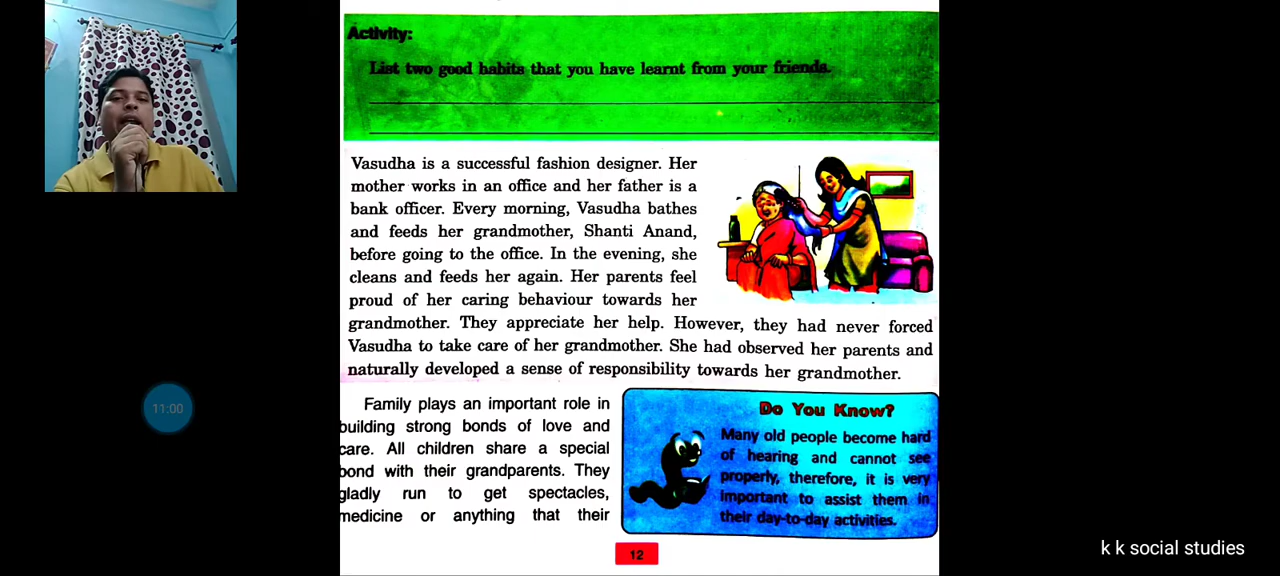 Activity:
List two good habits that you have learnt from your friends.
Vasudha is a successful fashion designer. Her
mother works in an office and her father is a
bank officer. Every morning, Vasudha bathes
and feeds her grandmother, Shanti Anand,
before going to the office. In the evening, she
cleans and feeds her again. Her parents feel
proud of her caring behaviour towards her
grandmother. They appreciate her help. However, they had never forced
Vasudha to take care of her grandmother. She had observed her parents and
naturally developed a sense of responsibility towards her grandmother.
Family plays an important role in
building strong bonds of love and
care. All children share a special
bond with their grandparents. They
gladly run to get spectacles,
medicine or anything that their
Do You Know?
Many old people become hard
of hearing and cannot see
properly, therefore, it is very
important to assist them in
their day-to-day activities.
12
11:00
k k social studies